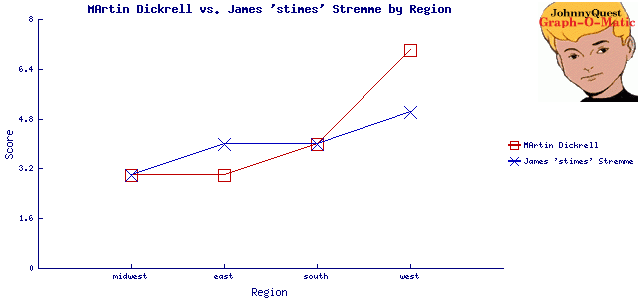 MArtin Dickrell vs. James 'stimes' Stremme by Region
JohnnyQuest
Graph-O-Matic
8
6.4
4.8
3.2
1.6
0
Score
midwest
east
south
west
Region
MArtin Dickrell
James 'stimes' Stremme